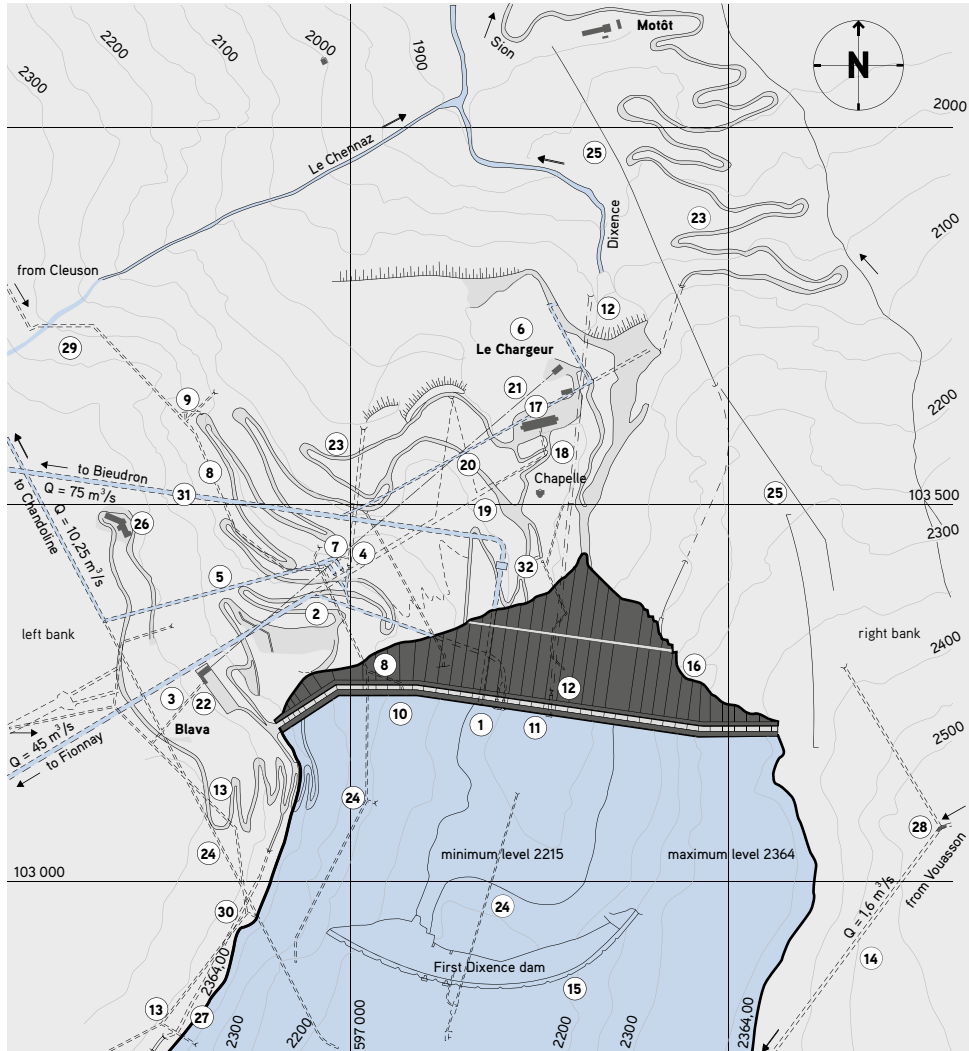 Motôt
Sion
N
2300
2200
2100
2000
1900
2000
Le Chennaz
25
Dixence
23
2100
from Cleuson
12
29
6
Le Chargeur
21
9
17
2200
23
18
8
20
Chapelle
to Bieudron
Q = 75 m³/s
31
25
103 500
to Chandoline
Q = 10,25 m³/s
26
19
2300
7
4
5
32
2
left bank
right bank
2400
8
16
3
22
12
10
1
11
Blava
Q = 45 m³/s
to Fionnay
2500
13
24
28
24
minimum level 2215
maximum level 2364
103 000
from Vouasson
Q = 1,6 m³/s
24
30
14
First Dixence dam
2364,00
15
13
27
2300
2200
597 000
2200
2300
2364,00